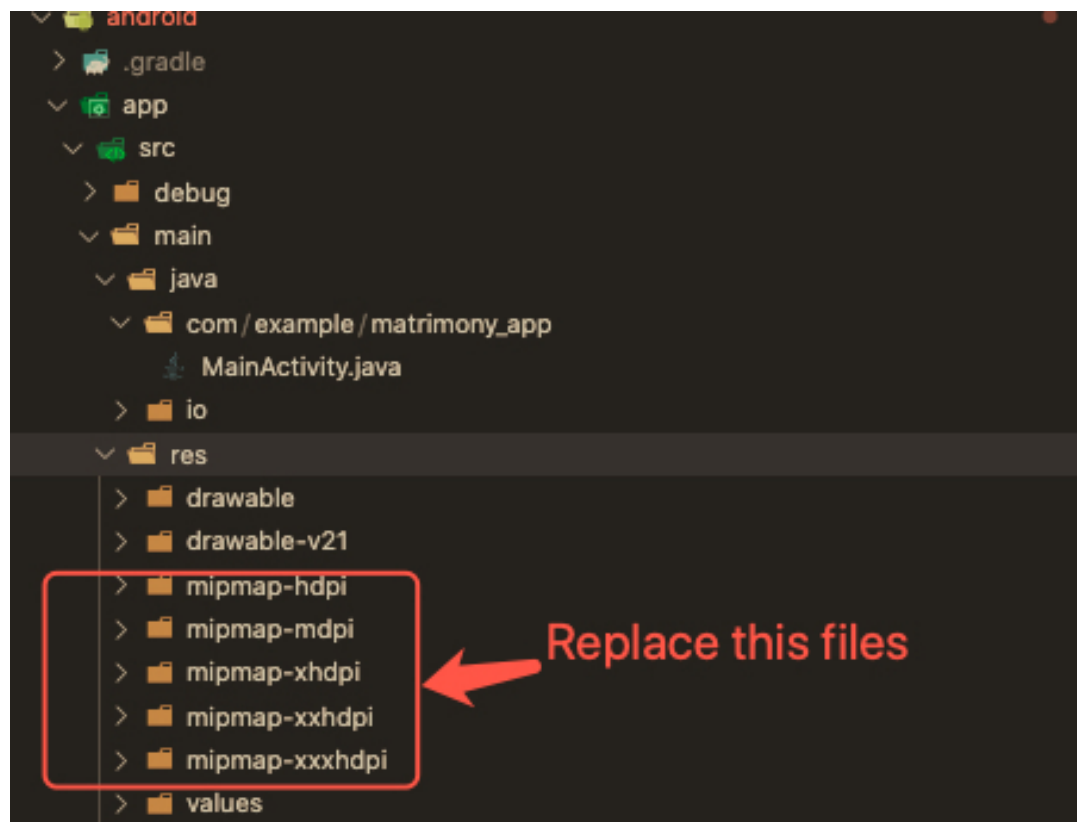 android
.gradle
app
src
debug
main
java
com/example/matrimony_app
MainActivity.java
io
res
drawable
drawable-v21
mipmap-hdpi
mipmap-mdpi
mipmap-xhdpi
mipmap-xxhdpi
mipmap-xxxhdpi
values
Replace this files